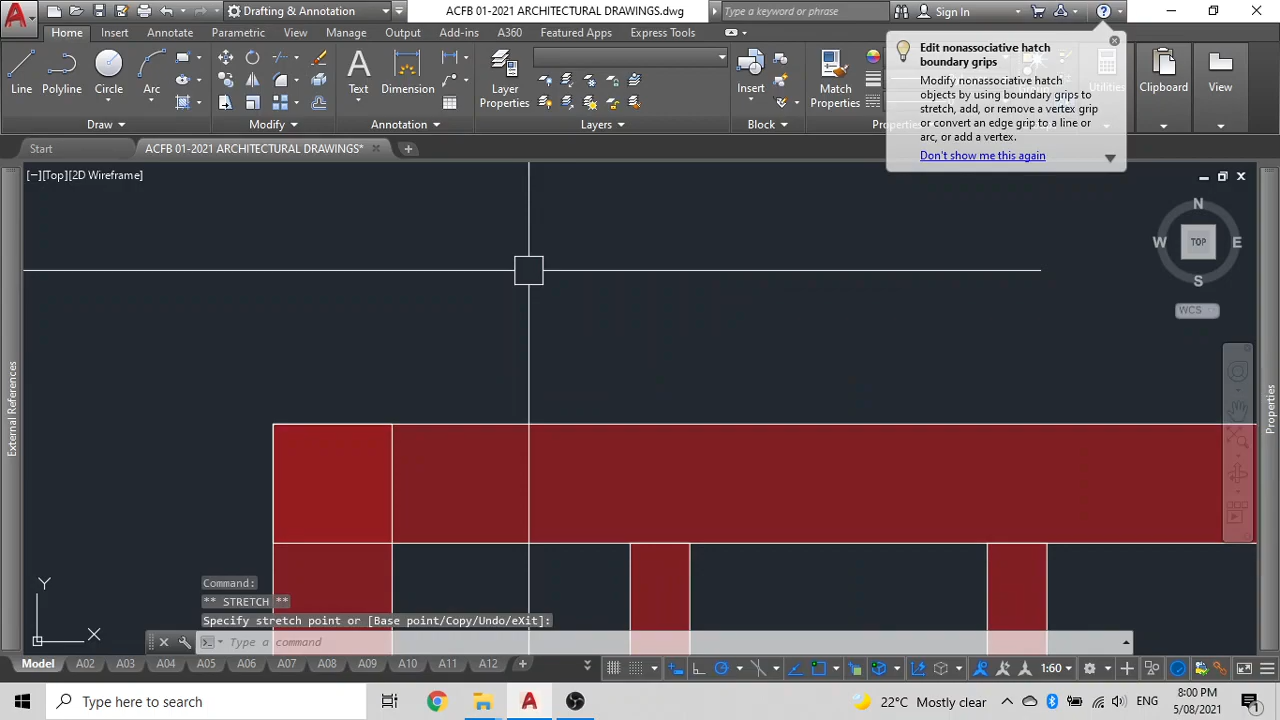 A Drafting & Annotation ACFB 01-2021 ARCHITECTURAL DRAWINGS.dwg Type a keyword or phrase Sign In ?
Home Insert Annotate Parametric View Manage Output Add-ins A360 Featured Apps Express Tools
Edit nonassociative hatch
boundary grips
Modify nonassociative hatch
objects by using boundary grips to
stretch, add, or remove a vertex grip
or convert an edge grip to a line or
arc, or add a vertex.
Don't show me this again
Line Polyline Circle Arc A Text Dimension Layer
Properties Insert Match
Properties Utilities Clipboard View
Draw Modify Annotation Layers Block
Start ACFB 01-2021 ARCHITECTURAL DRAWINGS*
[−][Top][2D Wireframe]
N
W TOP E
S
WCS
External References
Properties
Y
X
Command:
** STRETCH **
Specify stretch point or [Base point/Copy/Undo/eXit]:
Type a command
Model A02 A03 A04 A05 A06 A07 A08 A09 A10 A11 A12 1:60
Type here to search A 22°C Mostly clear ENG 8:00 PM
5/08/2021 1